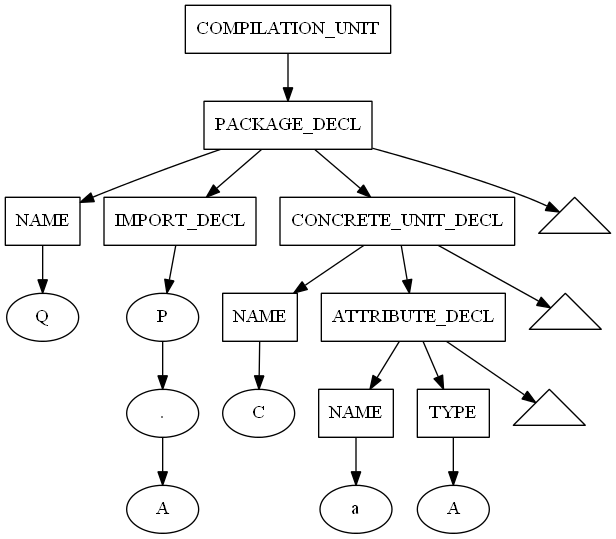 COMPILATION_UNIT
PACKAGE_DECL
NAME IMPORT_DECL CONCRETE_UNIT_DECL
Q P NAME ATTRIBUTE_DECL
. C NAME TYPE
A a A